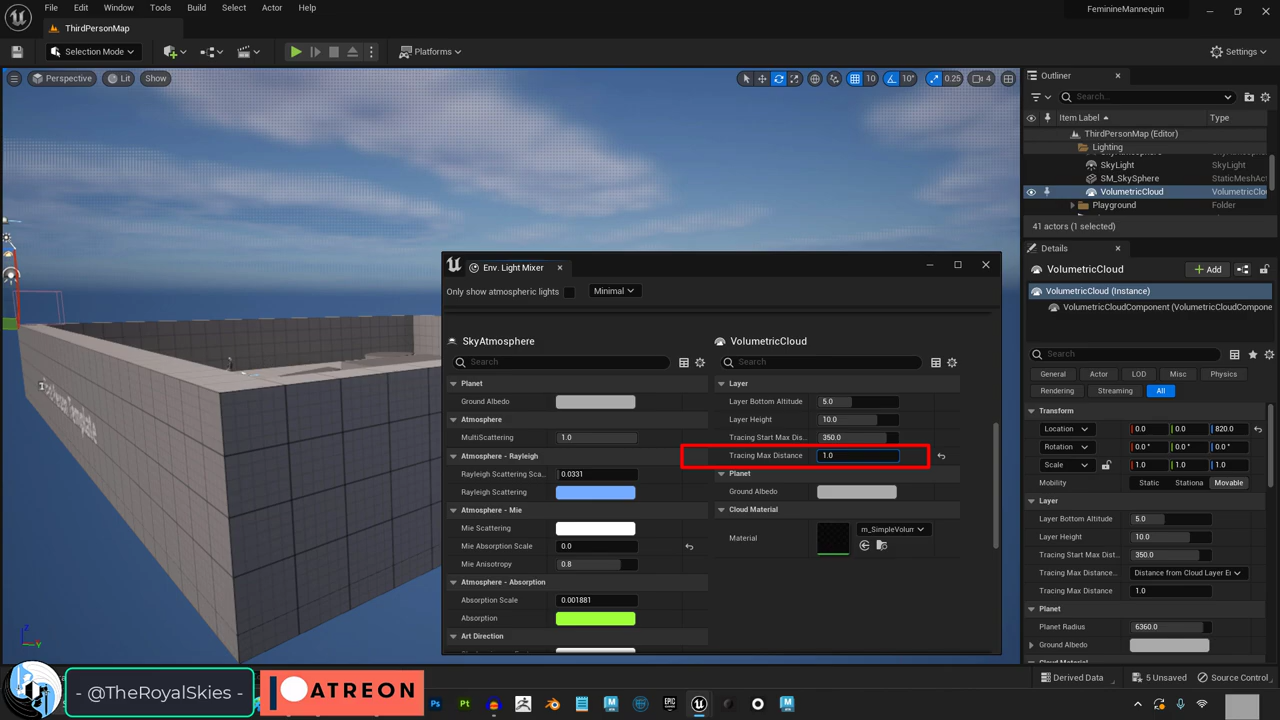 File Edit Window Tools Build Select Actor Help
FeminineMannequin
ThirdPersonMap
Selection Mode
Platforms
Settings
Perspective Lit Show
10 10° 0.25 4
Outliner
Search...
Item Label Type
ThirdPersonMap (Editor)
Lighting
SkyLight SkyLight
SM_SkySphere StaticMeshAc
VolumetricCloud VolumetricClo
Playground Folder
41 actors (1 selected)
Env. Light Mixer
Only show atmospheric lights Minimal
SkyAtmosphere
Search
Planet
Ground Albedo
Atmosphere
MultiScattering 1.0
Atmosphere - Rayleigh
Rayleigh Scattering Sca... 0.0331
Rayleigh Scattering
Atmosphere - Mie
Mie Scattering
Mie Absorption Scale 0.0
Mie Anisotropy 0.8
Atmosphere - Absorption
Absorption Scale 0.001881
Absorption
Art Direction
VolumetricCloud
Search
Layer
Layer Bottom Altitude 5.0
Layer Height 10.0
Tracing Start Max Dis... 350.0
Tracing Max Distance 1.0
Planet
Ground Albedo
Cloud Material
Material m_SimpleVolum
Details
VolumetricCloud Add
VolumetricCloud (Instance)
VolumetricCloudComponent (VolumetricCloudCompone
Search
General Actor LOD Misc Physics
Rendering Streaming All
Transform
Location 0.0 0.0 820.0
Rotation 0.0 ° 0.0 ° 0.0 °
Scale 1.0 1.0 1.0
Mobility Static Stationa Movable
Layer
Layer Bottom Altitude 5.0
Layer Height 10.0
Tracing Start Max Dist... 350.0
Tracing Max Distance... Distance from Cloud Layer E
Tracing Max Distance 1.0
Planet
Planet Radius 6360.0
Ground Albedo
Z
Y
- @TheRoyalSkies -
PATREON
Ps Pt
EPIC
Derived Data 5 Unsaved Source Control